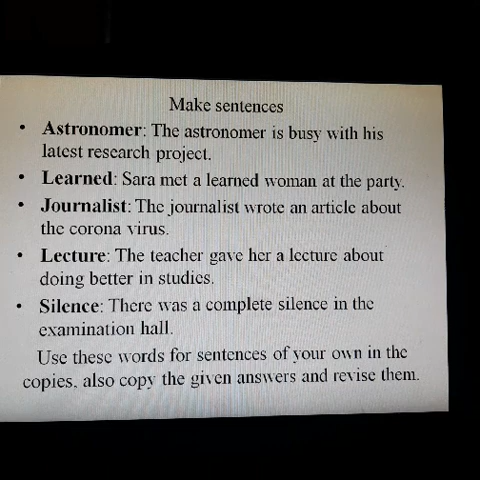 Make sentences
• Astronomer: The astronomer is busy with his
latest research project.
• Learned: Sara met a learned woman at the party.
• Journalist: The journalist wrote an article about
the corona virus.
• Lecture: The teacher gave her a lecture about
doing better in studies.
• Silence: There was a complete silence in the
examination hall.
Use these words for sentences of your own in the
copies, also copy the given answers and revise them.